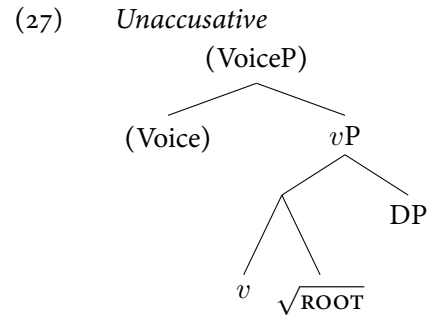 (27) Unaccusative
(VoiceP)
(Voice) vP
DP
v √ROOT